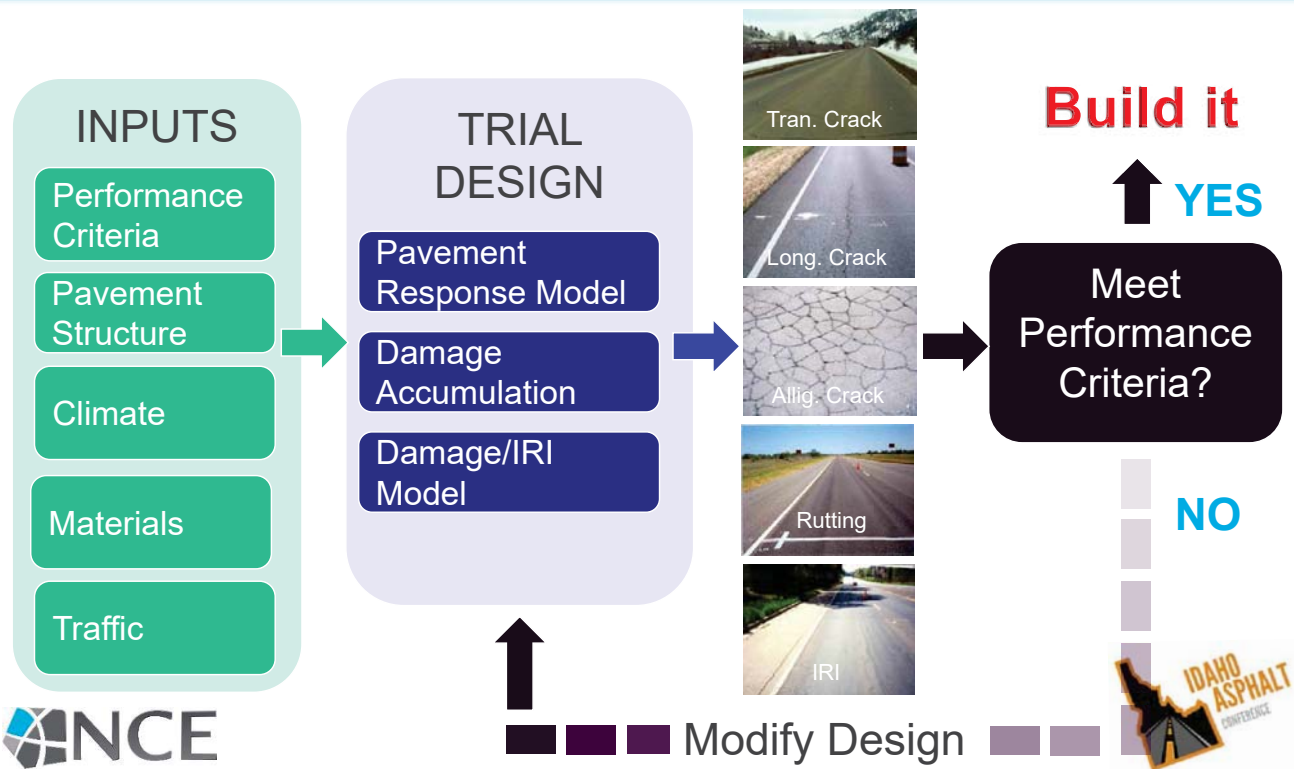 INPUTS
Performance
Criteria
Pavement
Structure
Climate
Materials
Traffic
TRIAL
DESIGN
Pavement
Response Model
Damage
Accumulation
Damage/IRI
Model
Tran. Crack
Long. Crack
Allig. Crack
Rutting
IRI
Build it
YES
Meet
Performance
Criteria?
NO
Modify Design
NCE
IDAHO
ASPHALT
CONFERENCE